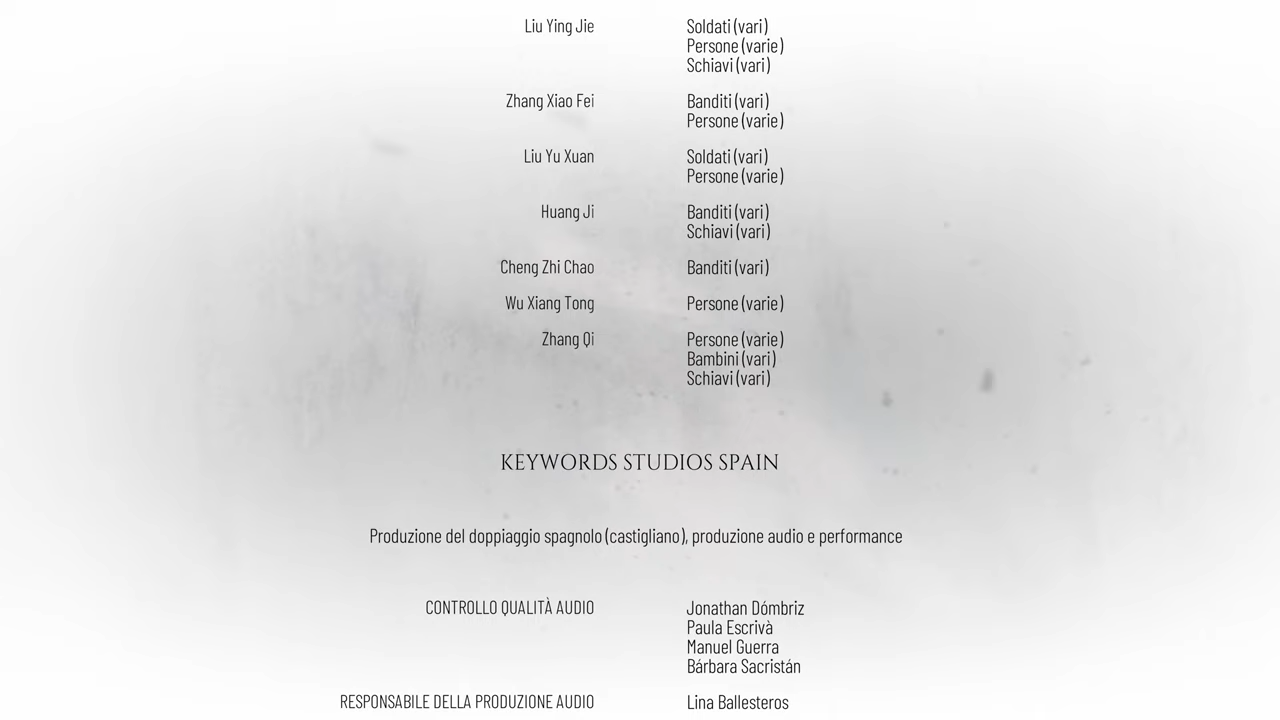 Liu Ying Jie Soldati (vari)
Persone (varie)
Schiavi (vari)
Zhang Xiao Fei Banditi (vari)
Persone (varie)
Liu Yu Xuan Soldati (vari)
Persone (varie)
Huang Ji Banditi (vari)
Schiavi (vari)
Cheng Zhi Chao Banditi (vari)
Wu Xiang Tong Persone (varie)
Zhang Qi Persone (varie)
Bambini (vari)
Schiavi (vari)
KEYWORDS STUDIOS SPAIN
Produzione del doppiaggio spagnolo (castigliano), produzione audio e performance
CONTROLLO QUALITÀ AUDIO Jonathan Dómbriz
Paula Escrivà
Manuel Guerra
Bárbara Sacristán
RESPONSABILE DELLA PRODUZIONE AUDIO Lina Ballesteros